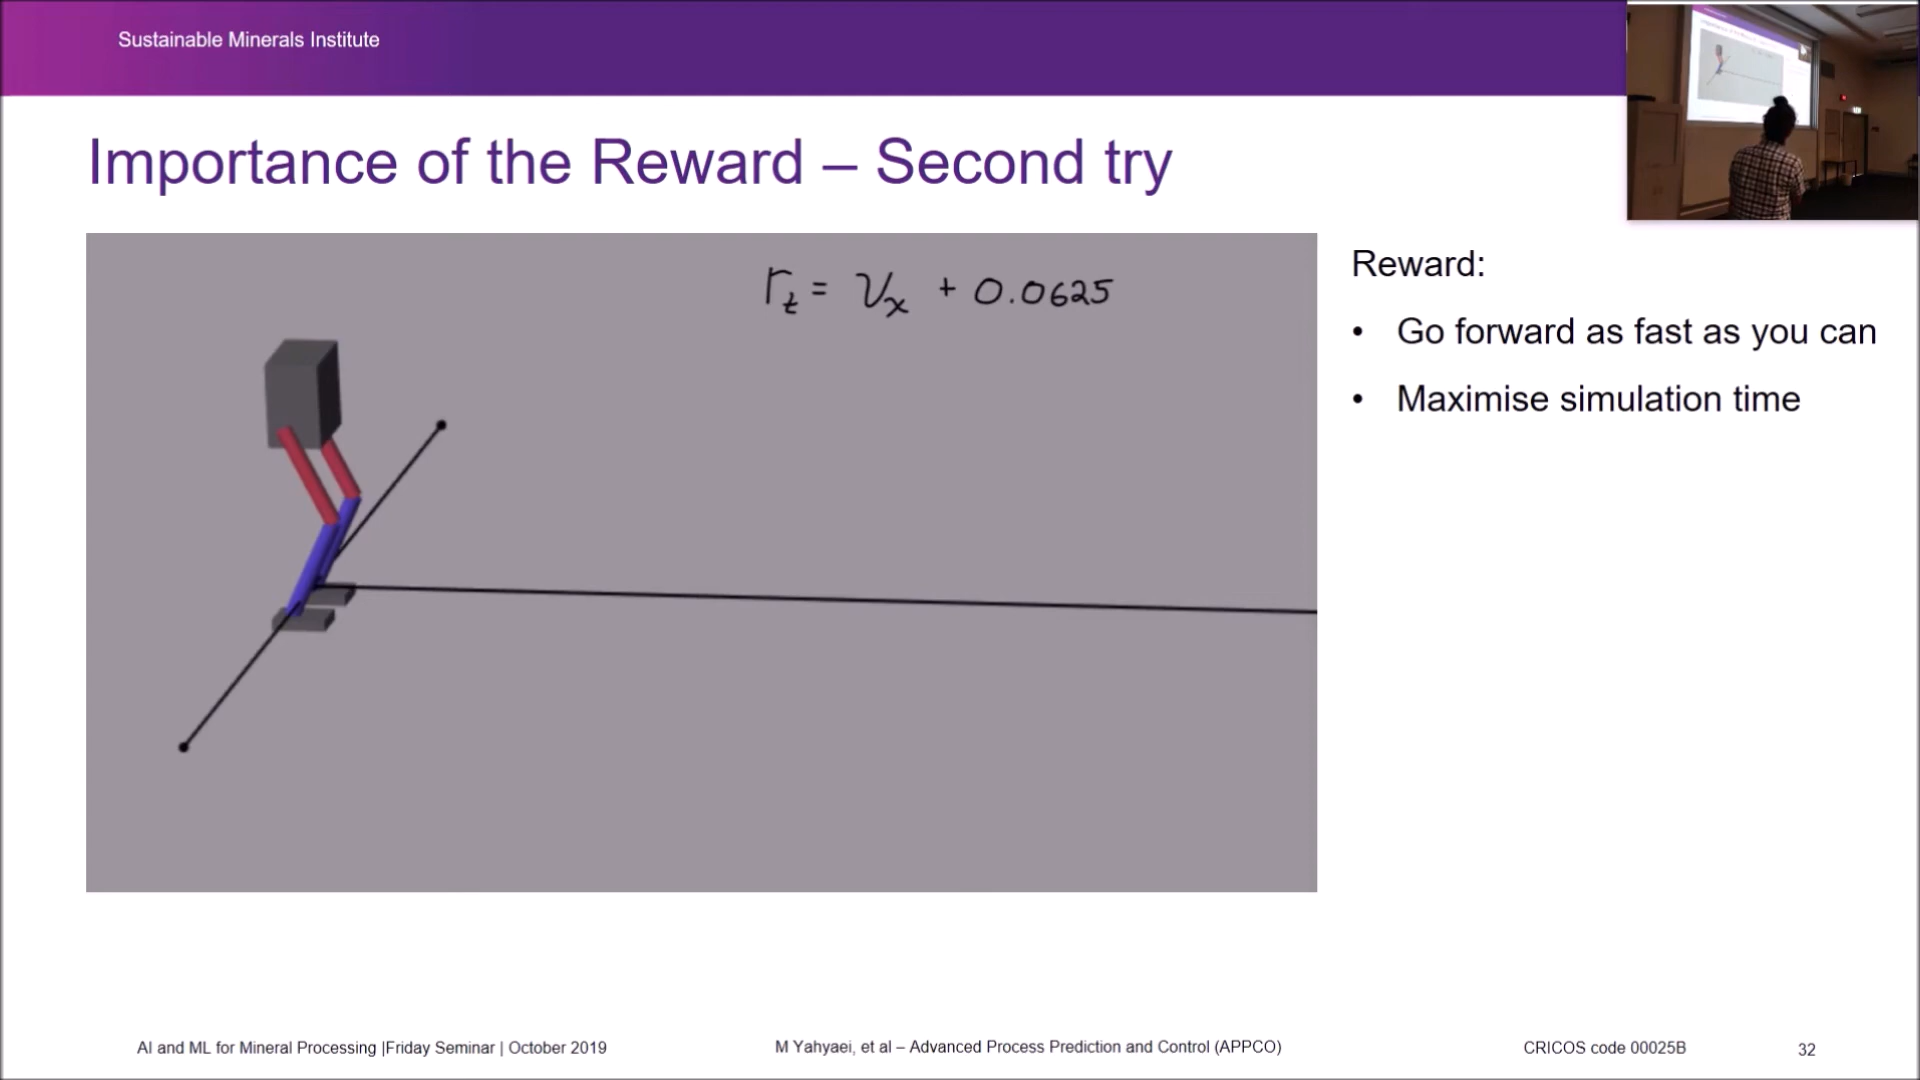 Sustainable Minerals Institute
Importance of the Reward – Second try
r_t = v_x + 0.0625
Reward:
• Go forward as fast as you can
• Maximise simulation time
AI and ML for Mineral Processing |Friday Seminar | October 2019
M Yahyaei, et al – Advanced Process Prediction and Control (APPCO)
CRICOS code 00025B
32